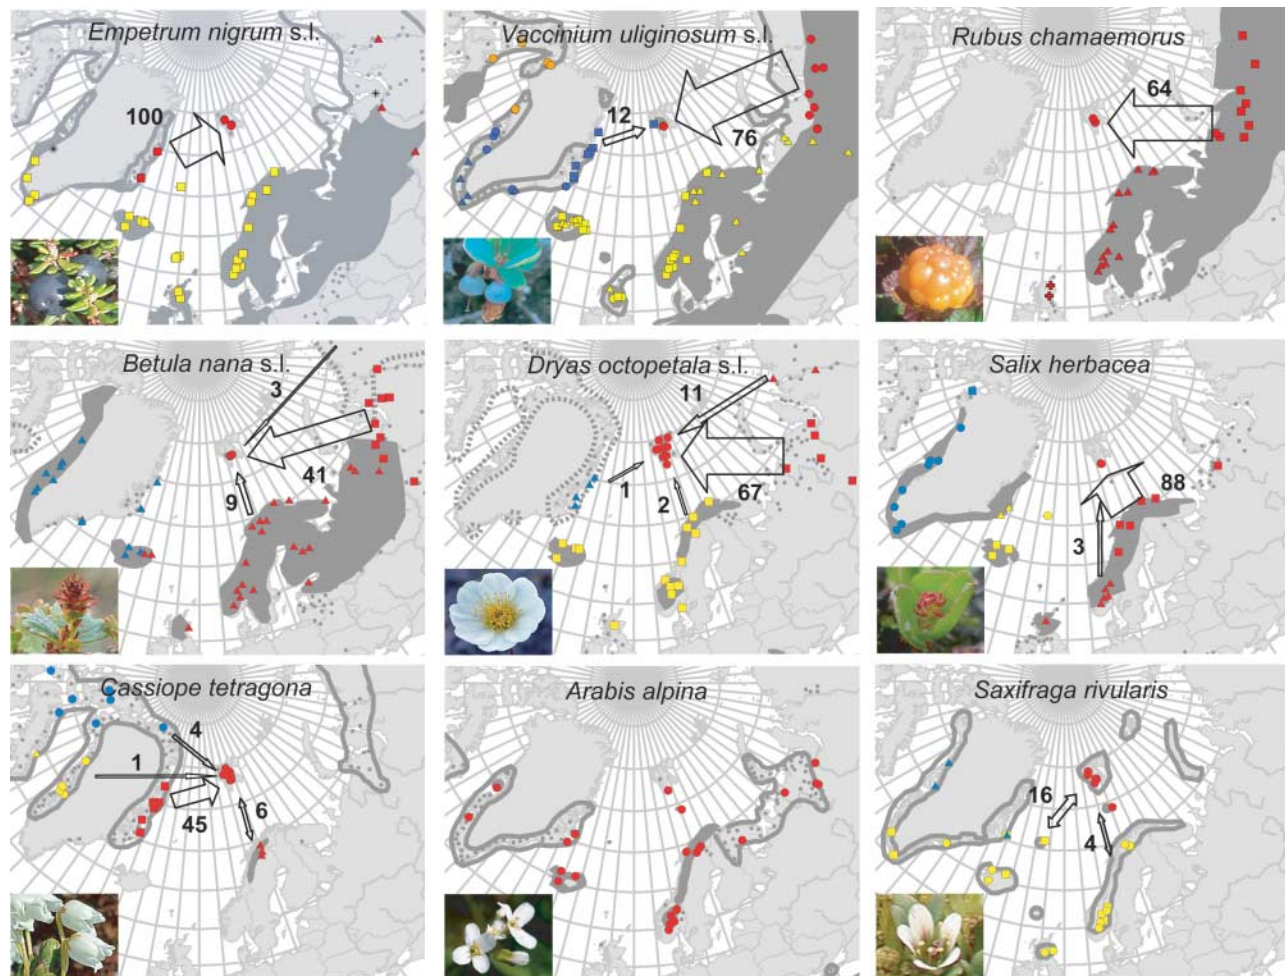 Empetrum nigrum s.l.
100
Vaccinium uliginosum s.l.
12
76
Rubus chamaemorus
64
Betula nana s.l.
3
41
9
Dryas octopetala s.l.
11
1
2
67
Salix herbacea
88
3
Cassiope tetragona
4
1
6
45
Arabis alpina
Saxifraga rivularis
16
4